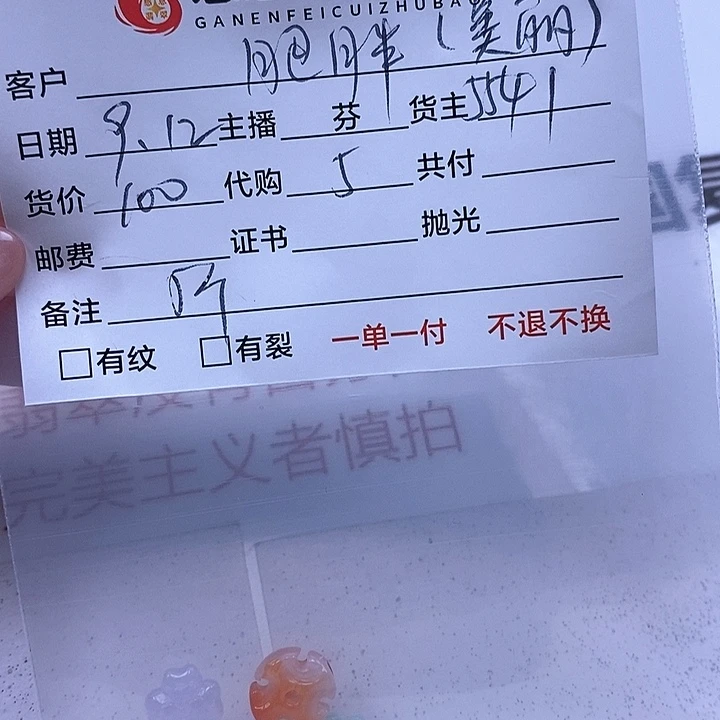 GANENFEICUIZHUBA
客户 肥胖（美丽）
日期 9.12 主播 芬 货主 5541
货价 100 代购 5 共付
邮费 证书 抛光
备注
有纹 有裂 一单一付 不退不换
完美主义者慎拍